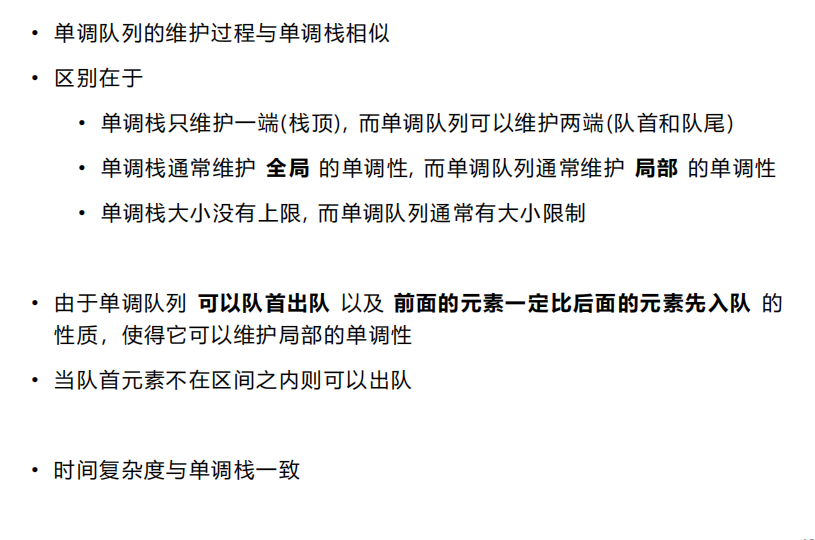 • 单调队列的维护过程与单调栈相似
• 区别在于
• 单调栈只维护一端(栈顶), 而单调队列可以维护两端(队首和队尾)
• 单调栈通常维护 全局 的单调性, 而单调队列通常维护 局部 的单调性
• 单调栈大小没有上限, 而单调队列通常有大小限制
• 由于单调队列 可以队首出队 以及 前面的元素一定比后面的元素先入队 的
性质，使得它可以维护局部的单调性
• 当队首元素不在区间之内则可以出队
• 时间复杂度与单调栈一致